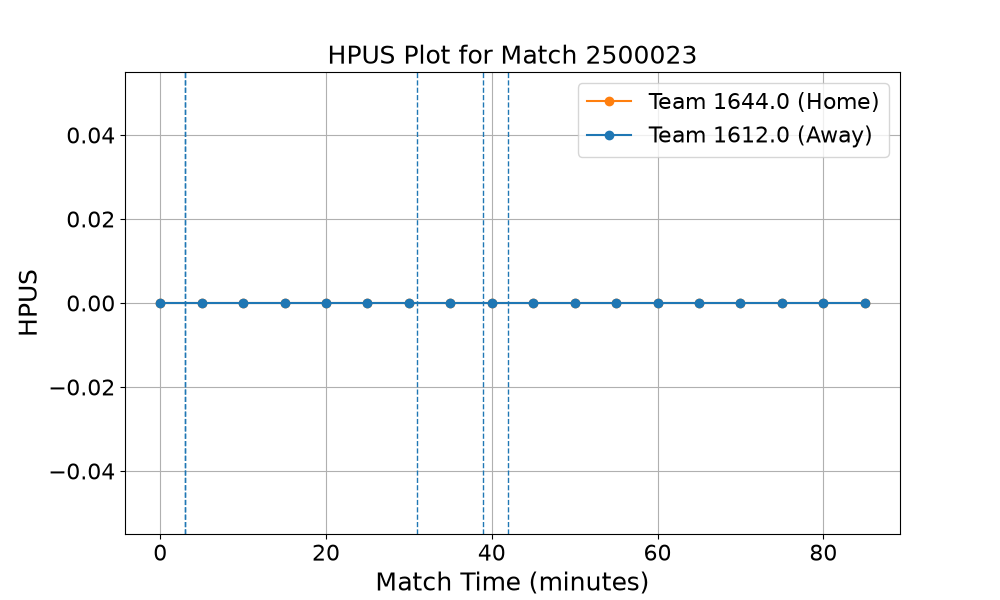 HPUS Plot for Match 2500023
Team 1644.0 (Home)
Team 1612.0 (Away)
HPUS
0.04
0.02
0.00
−0.02
−0.04
0 20 40 60 80
Match Time (minutes)